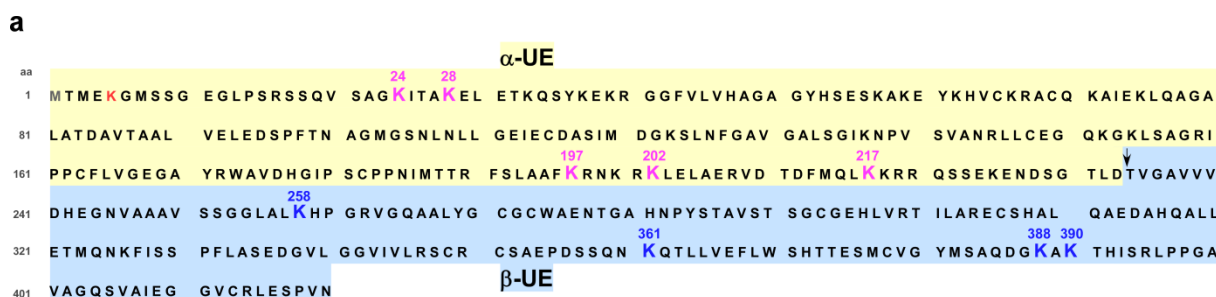 a
α-UE
aa 24 28
1 MTMEKGMSSG EGLPSRSSQV SAGKITAKEL ETKQSYKEKR GGFVLVHAGA GYHSESKAKE YKHVCKRACQ KAIEKLQAGA
81 LATDAVTAAL VELEDSPFTN AGMGSNLNLL GEIECDASIM DGKSLNFGAV GALSGIKNPV SVANRLLCEG QKGKLSAGRI
197 202 217
161 PPCFLVGEGA YRWAVDHGIP SCPPNIMTTR FSLAAFKRNK RKLELAERVD TDFMQLKKRR QSSEKENDSG TLDTVGAVVV
258
241 DHEGNVAAAV SSGGLALKHP GRVGQAALYG CGCWAENTGA HNPYSTAVST SGCGEHLVRT ILARECSHAL QAEDAHQALL
361 388 390
321 ETMQNKFISS PFLASEDGVL GGVIVLRSCR CSAEPDSSQN KQTLLVEFLW SHTTESMCVG YMSAQDGKAK THISRLPPGA
β-UE
401 VAGQSVAIEG GVCRLESPVN